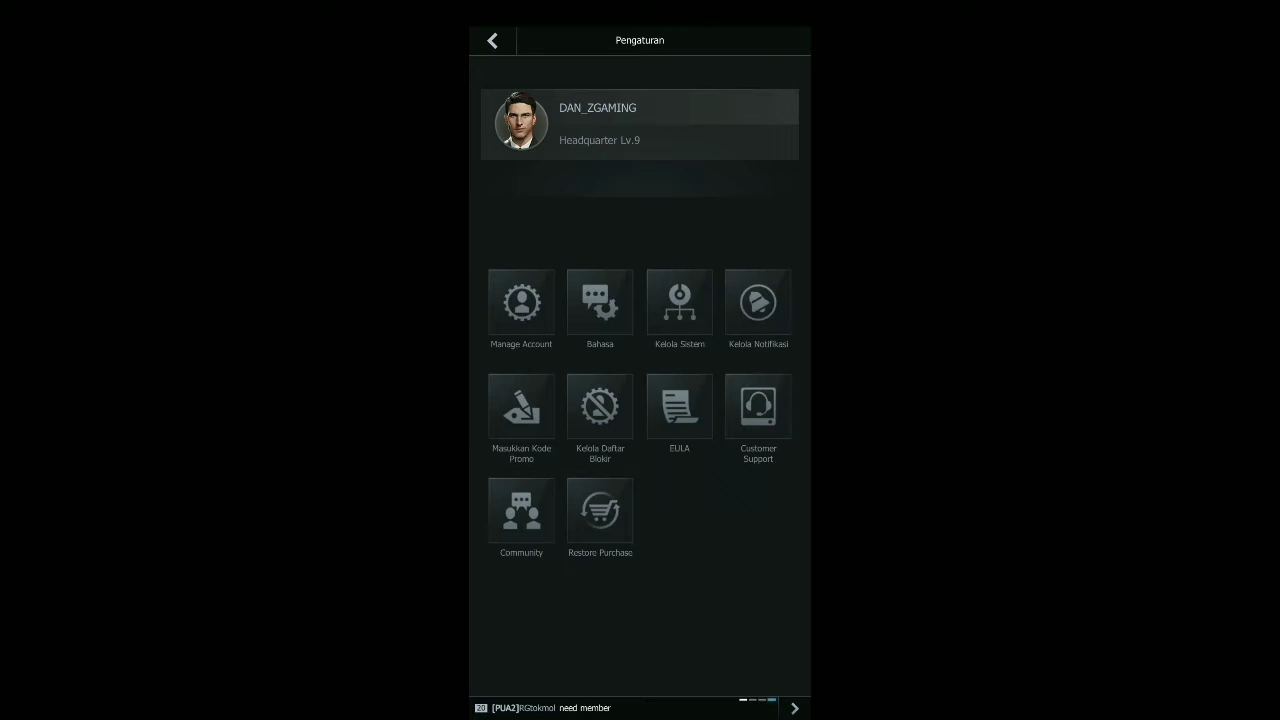 Pengaturan
DAN_ZGAMING
Headquarter Lv.9
Manage Account
Bahasa
Kelola Sistem
Kelola Notifikasi
Masukkan Kode
Promo
Kelola Daftar
Blokir
EULA
Customer
Support
Community
Restore Purchase
20 [PUA2]RGtokmol need member